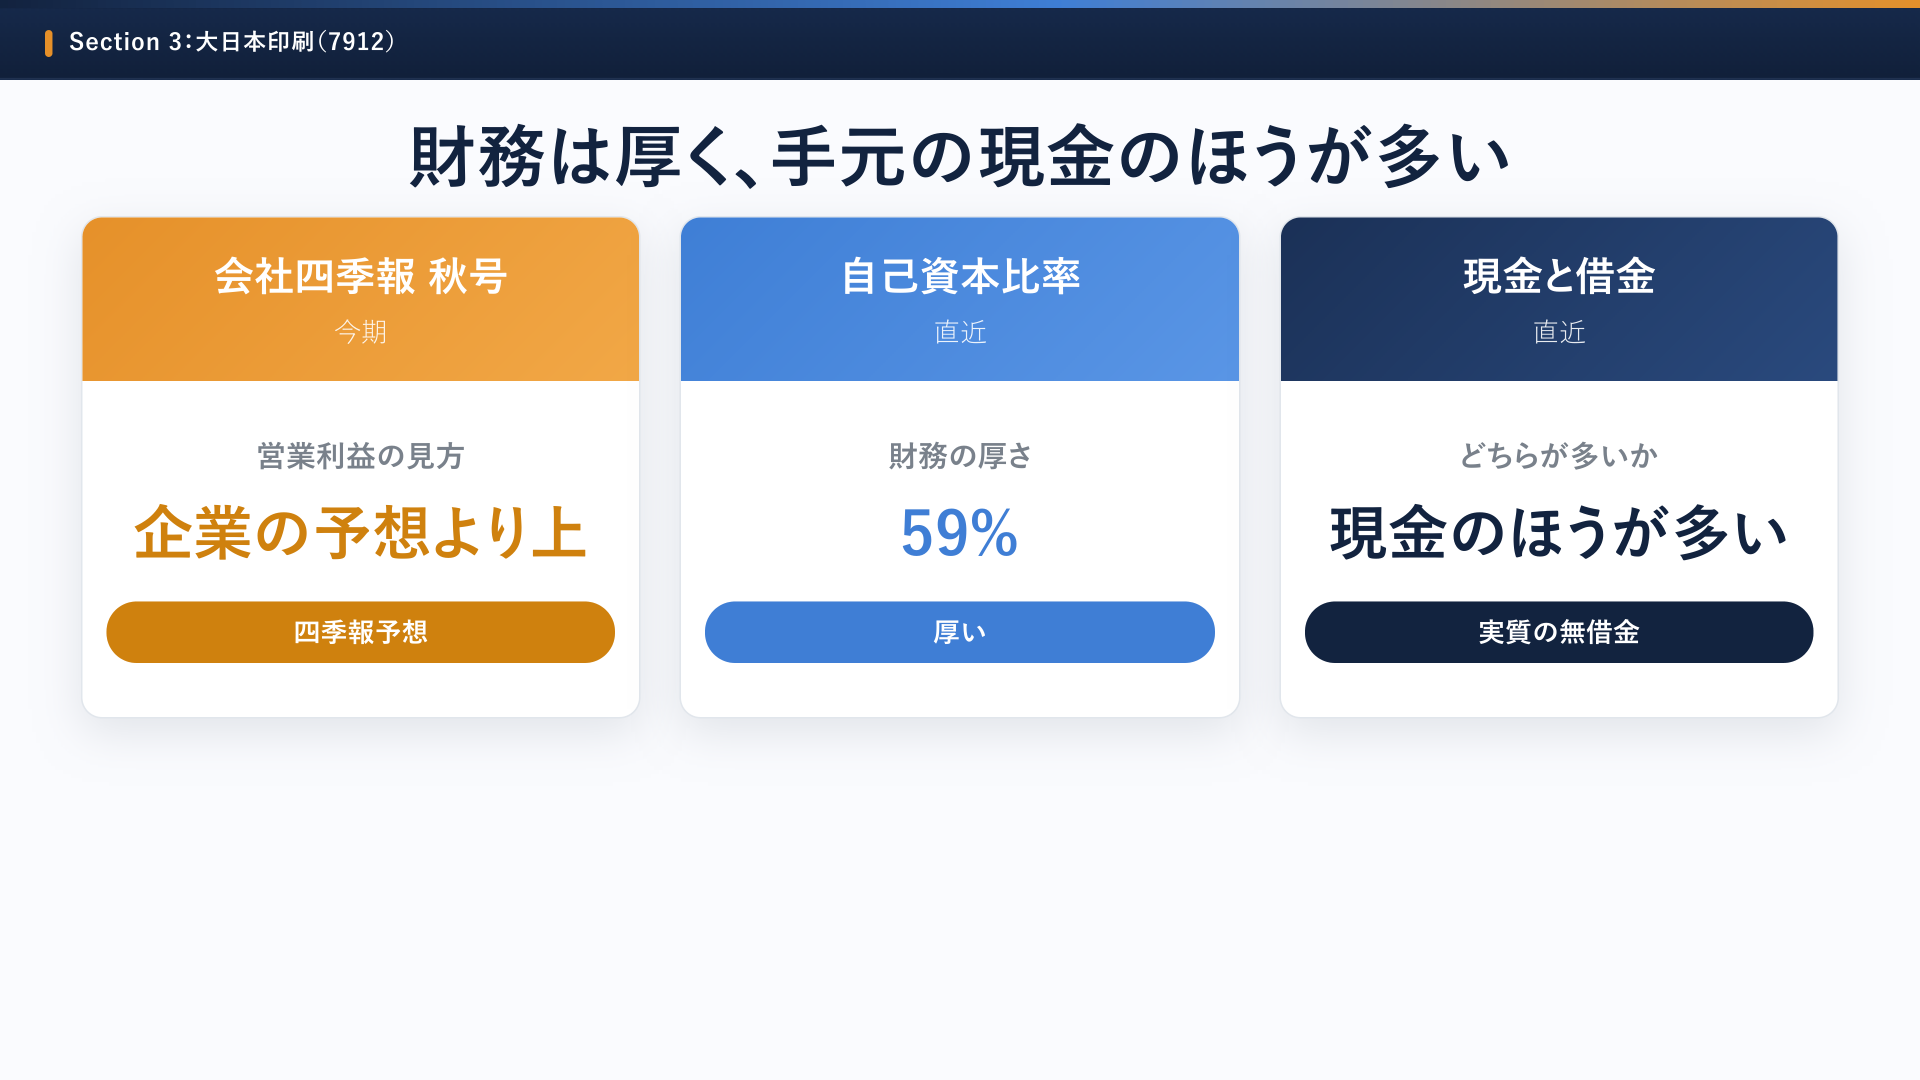 Section 3：大日本印刷（7912）
財務は厚く、手元の現金のほうが多い
会社四季報 秋号
今期
営業利益の見方
企業の予想より上
四季報予想
自己資本比率
直近
財務の厚さ
59%
厚い
現金と借金
直近
どちらが多いか
現金のほうが多い
実質の無借金